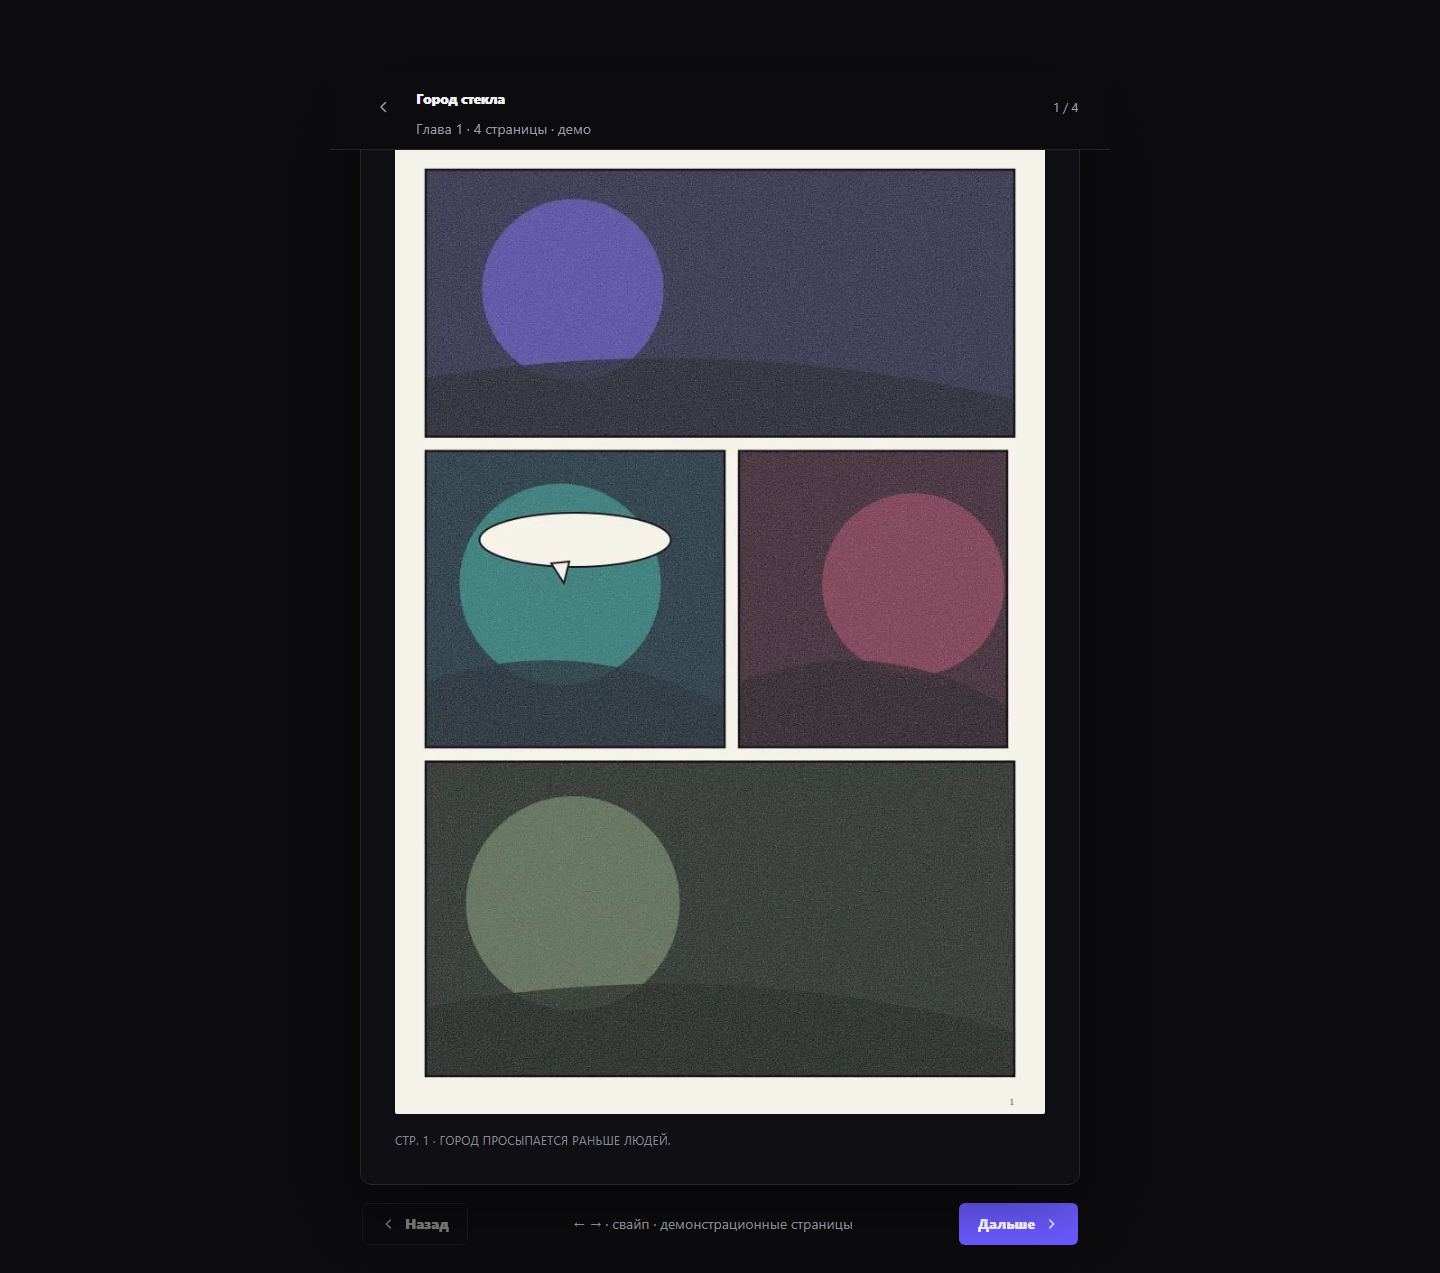 Город стекла
1 / 4
Глава 1 · 4 страницы · демо
1
СТР. 1 · ГОРОД ПРОСЫПАЕТСЯ РАНЬШЕ ЛЮДЕЙ.
Назад
← → · свайп · демонстрационные страницы
Дальше